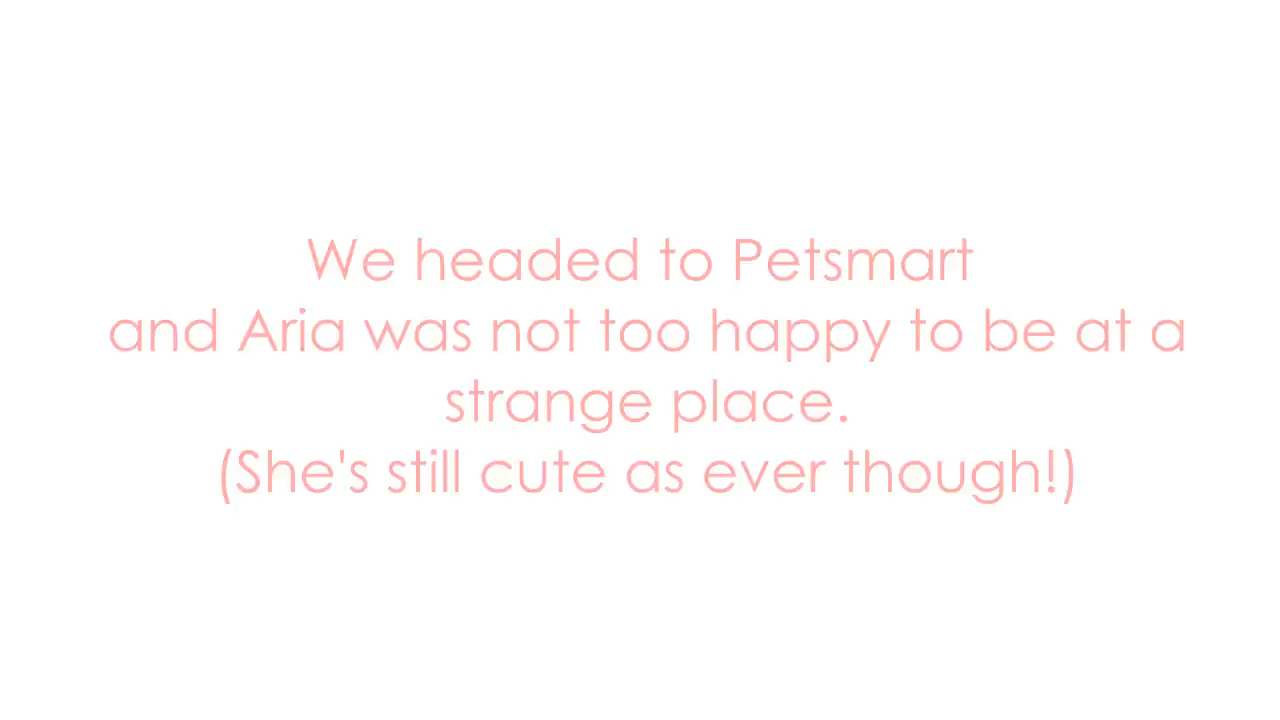 We headed to Petsmart
and Aria was not too happy to be at a
strange place.
(She's still cute as ever though!)